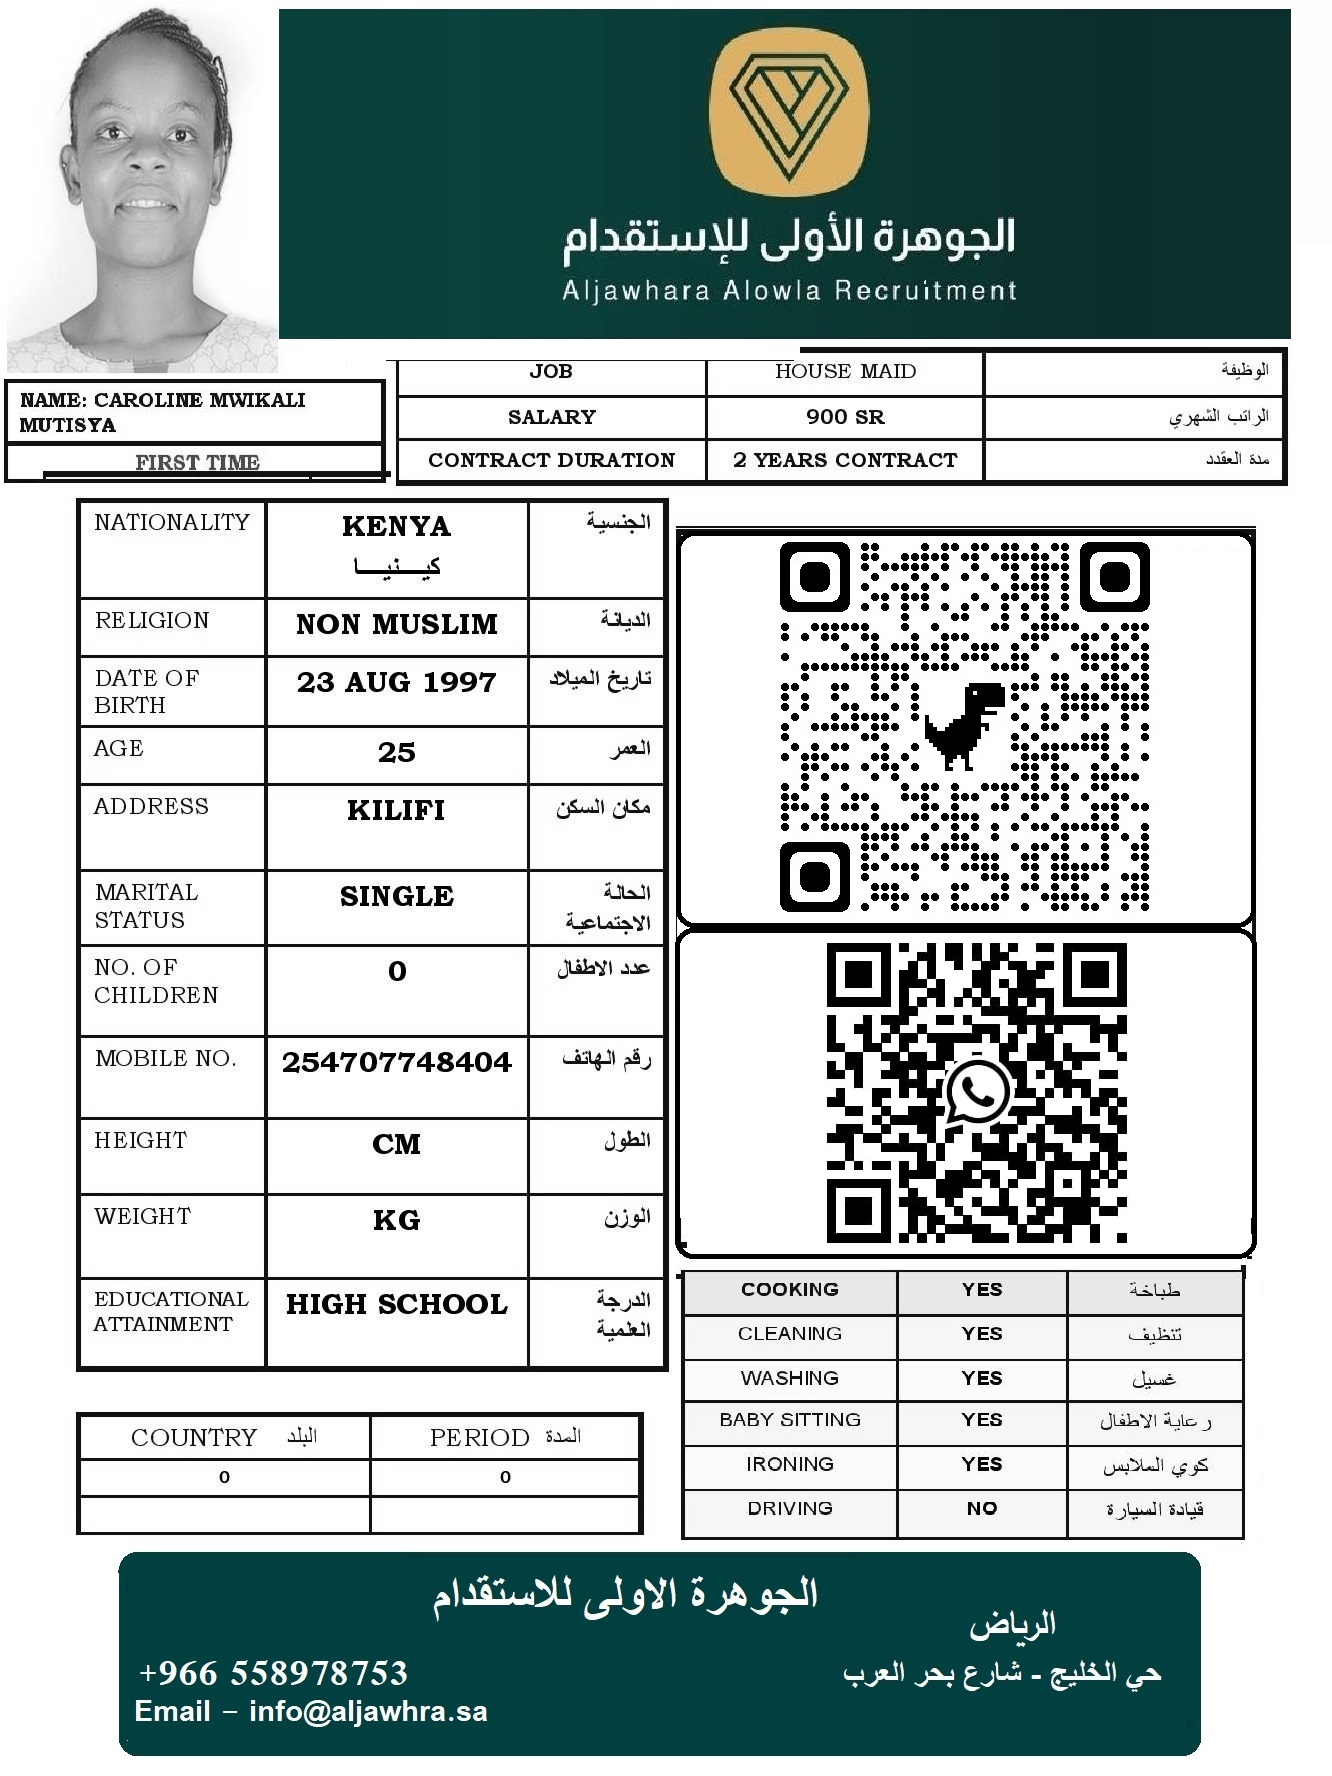 الجوهرة الأولى للإستقدام
Aljawhara Alowla Recruitment
NAME: CAROLINE MWIKALI
MUTISYA
FIRST TIME
JOB HOUSE MAID الوظيفة
SALARY 900 SR الراتب الشهري
CONTRACT DURATION 2 YEARS CONTRACT مدة العقدد
NATIONALITY KENYA الجنسية
كيـــنيـــا
RELIGION NON MUSLIM الديانة
DATE OF
BIRTH 23 AUG 1997 تاريخ الميلاد
AGE 25 العمر
ADDRESS KILIFI مكان السكن
MARITAL
STATUS SINGLE الحالة
الاجتماعية
NO. OF
CHILDREN 0 عدد الاطفال
MOBILE NO. 254707748404 رقم الهاتف
HEIGHT CM الطول
WEIGHT KG الوزن
EDUCATIONAL
ATTAINMENT HIGH SCHOOL الدرجة
العلمية
COOKING YES طباخة
CLEANING YES تنظيف
WASHING YES غسيل
BABY SITTING YES رعاية الاطفال
IRONING YES كوي الملابس
DRIVING NO قيادة السيارة
COUNTRY البلد PERIOD المدة
0 0
الجوهرة الاولى للاستقدام
الرياض
حي الخليج - شارع بحر العرب
+966 558978753
Email – info@aljawhra.sa